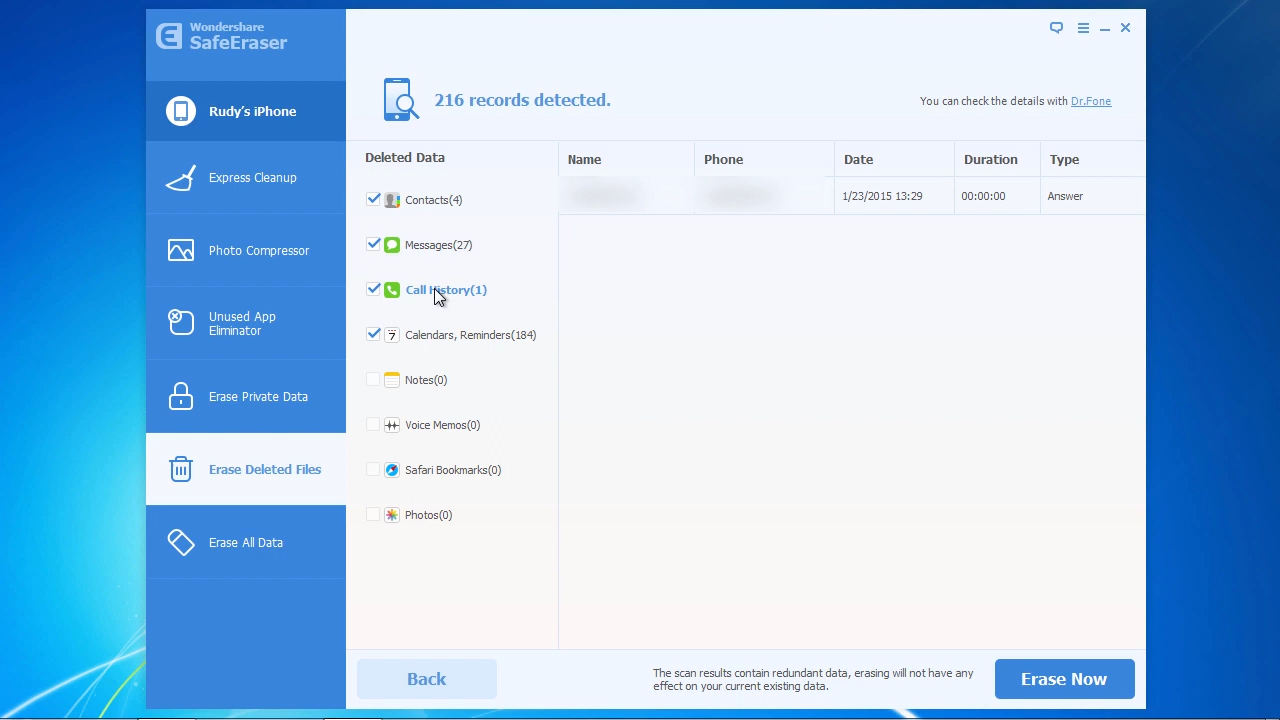 Wondershare
SafeEraser
Rudy's iPhone
Express Cleanup
Photo Compressor
Unused App
Eliminator
Erase Private Data
Erase Deleted Files
Erase All Data
216 records detected.
You can check the details with Dr.Fone
Deleted Data
Contacts(4)
Messages(27)
Call History(1)
Calendars, Reminders(184)
7
Notes(0)
Voice Memos(0)
Safari Bookmarks(0)
Photos(0)
Name Phone Date Duration Type
1/23/2015 13:29 00:00:00 Answer
Back
The scan results contain redundant data, erasing will not have any
effect on your current existing data.
Erase Now